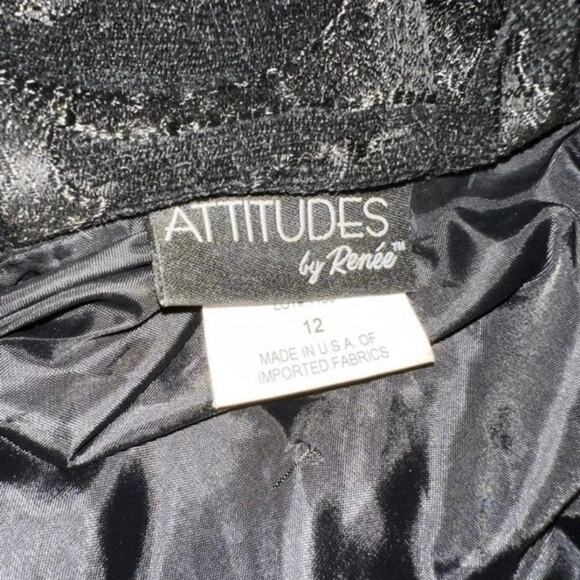 ATTITUDES
by Renée™
12
MADE IN U.S.A. OF
IMPORTED FABRICS